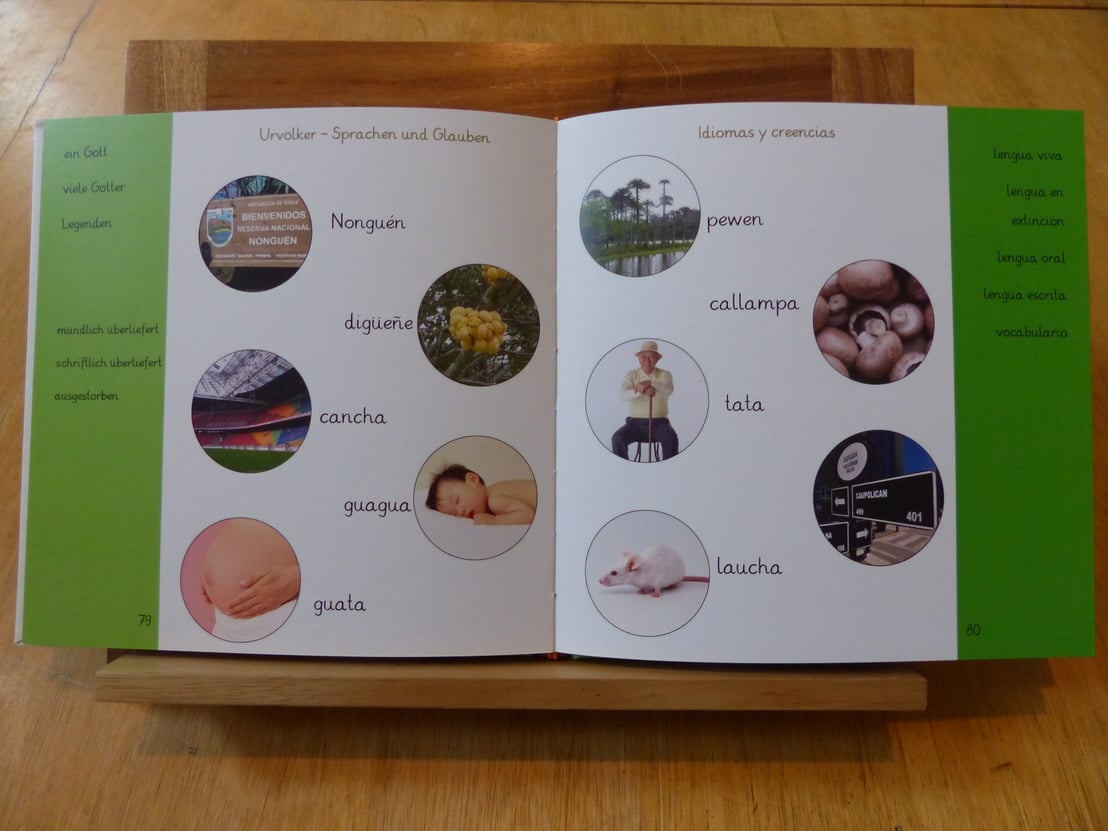 Urvölker – Sprachen und Glauben
ein Gott
viele Götter
Legenden
mündlich überliefert
schriftlich überliefert
ausgestorben
REPÚBLICA DE CHILE
BIENVENIDOS
RESERVA NACIONAL
NONGUEN
Nonguén
digüeñe
cancha
guagua
guata
79
Idiomas y creencias
pewen
callampa
tata
CAUPOLICAN
499
401
laucha
lengua viva
lengua en
extinción
lengua oral
lengua escrita
vocabulario
80